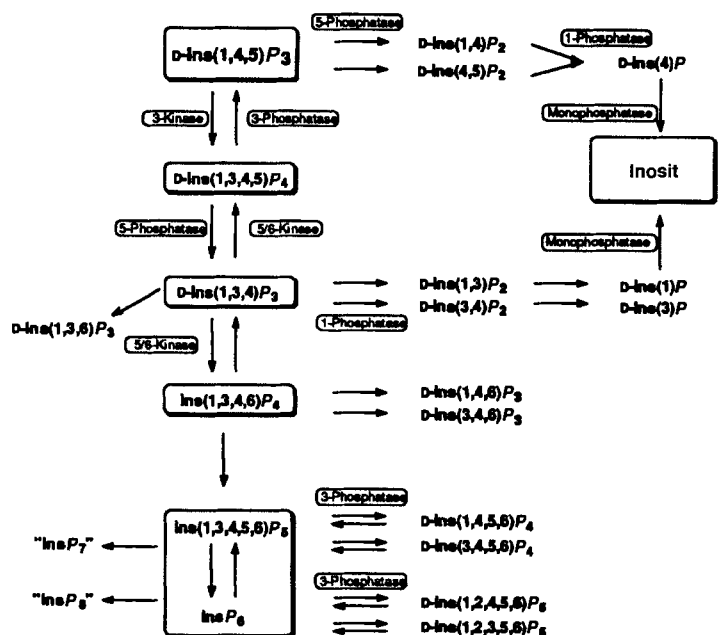 5-Phosphatase
D-Ins(1,4,5)P3
D-Ins(1,4)P2
D-Ins(4,5)P2
1-Phosphatase
D-Ins(4)P
3-Kinase
3-Phosphatase
Monophosphatase
Inosit
D-Ins(1,3,4,5)P4
5-Phosphatase
5/6-Kinase
Monophosphatase
D-Ins(1,3,4)P3
D-Ins(1,3)P2
D-Ins(3,4)P2
D-Ins(1)P
D-Ins(3)P
D-Ins(1,3,6)P3
1-Phosphatase
5/6-Kinase
Ins(1,3,4,6)P4
D-Ins(1,4,6)P3
D-Ins(3,4,6)P3
3-Phosphatase
Ins(1,3,4,5,6)P5
D-Ins(1,4,5,6)P4
D-Ins(3,4,5,6)P4
"InsP7"
3-Phosphatase
"InsP8"
InsP6
D-Ins(1,2,4,5,6)P5
D-Ins(1,2,3,5,6)P5